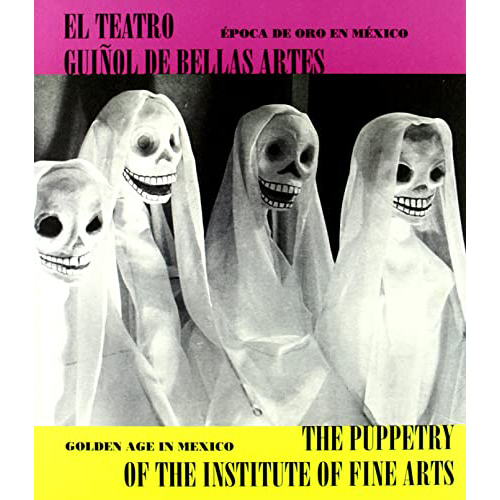 EL TEATRO ÉPOCA DE ORO EN MÉXICO
GUIÑOL DE BELLAS ARTES
GOLDEN AGE IN MEXICO THE PUPPETRY
OF THE INSTITUTE OF FINE ARTS